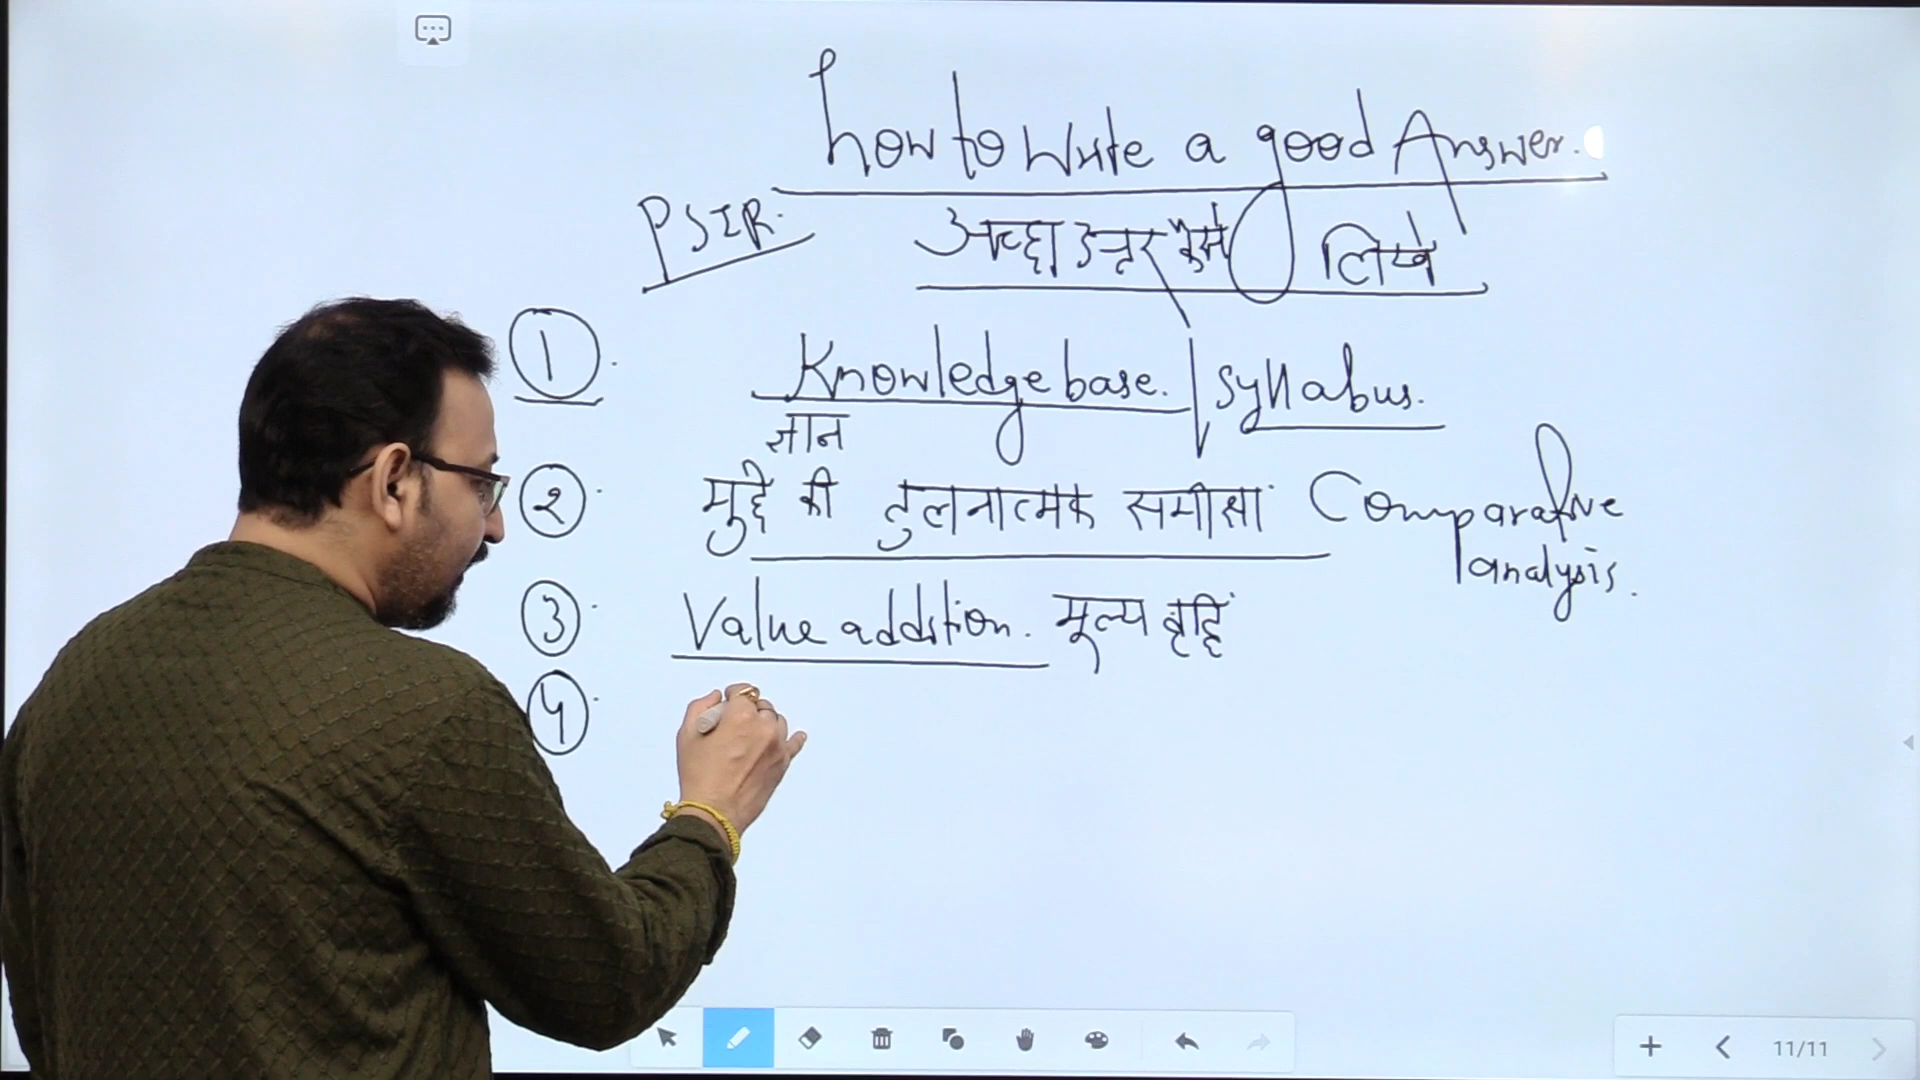 How to Write a good Answer.
PSIR.
अच्छा उत्तर कैसे लिखें
1. Knowledge base. | Syllabus.
ज्ञान
2. मुद्दे की तुलनात्मक समीक्षा Comparative
analysis.
3. Value addition. मूल्य वृद्धि
4.
11/11